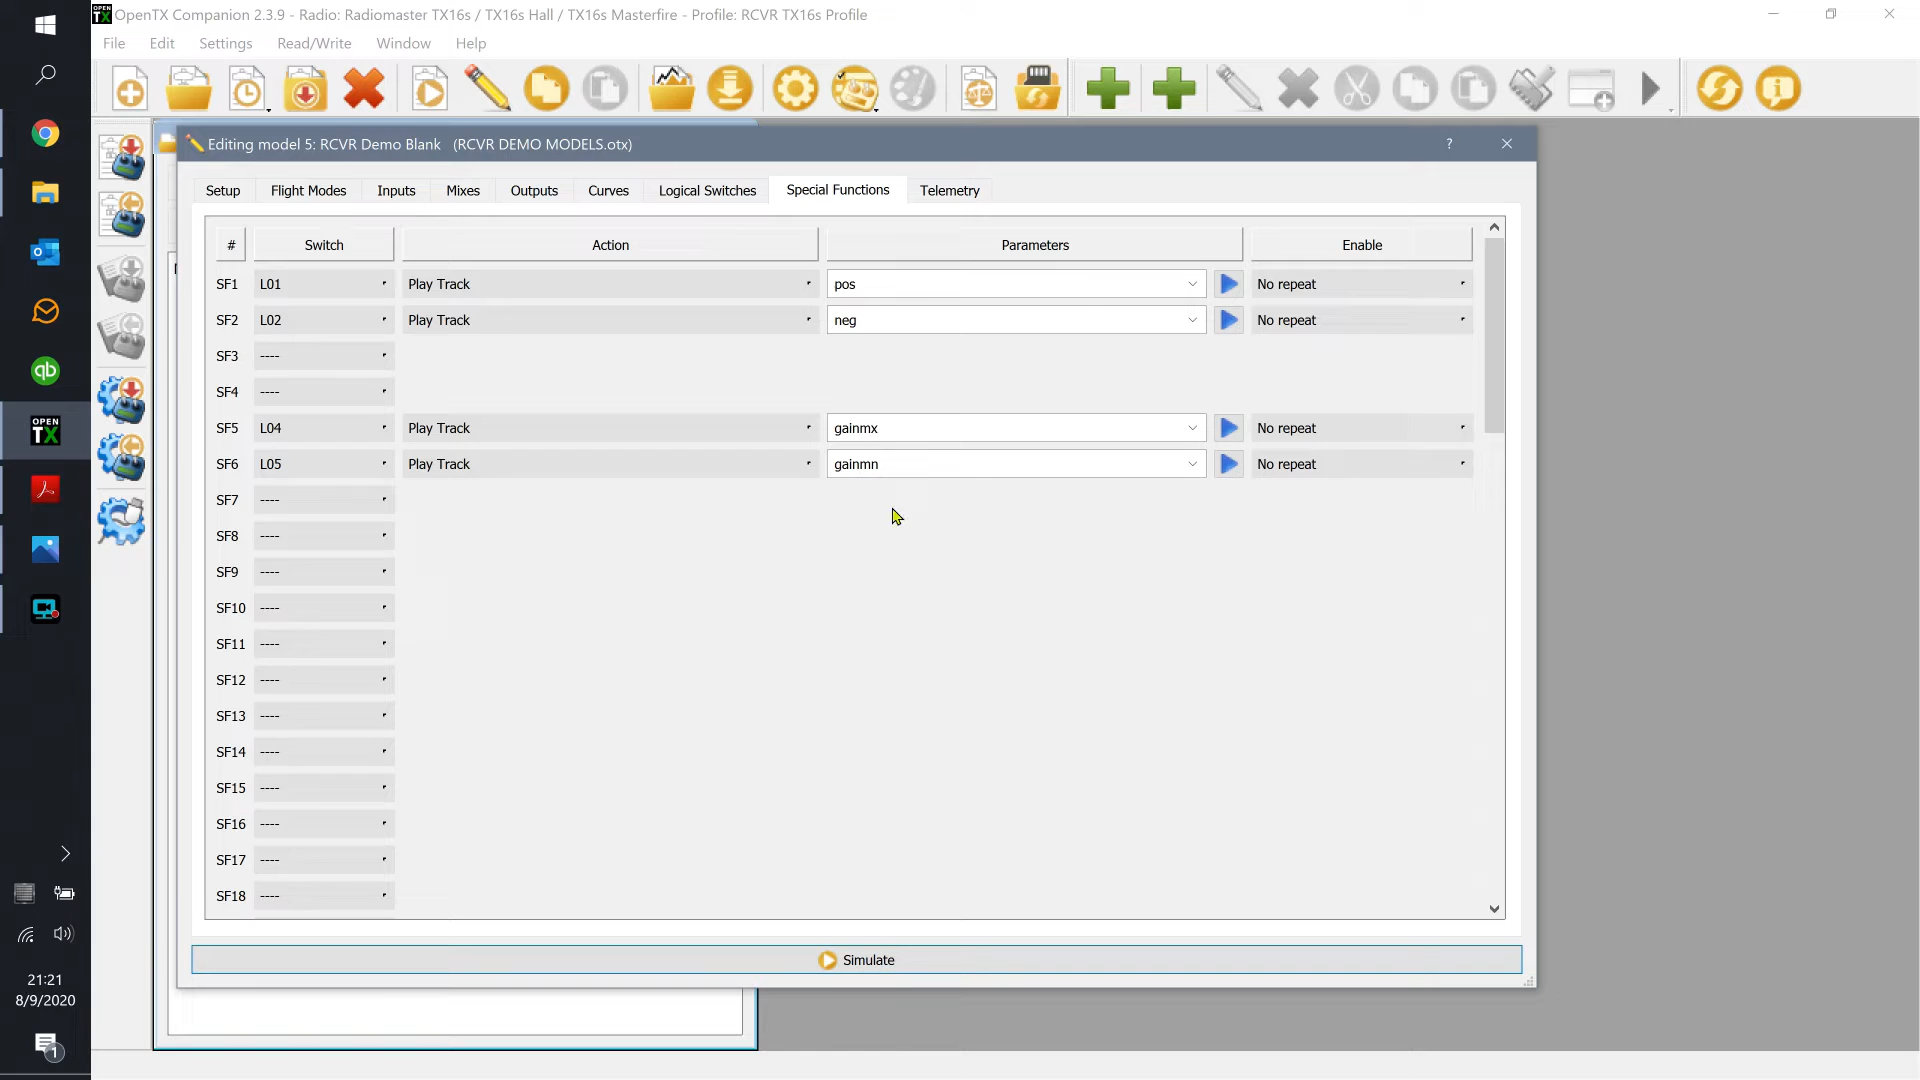 OpenTX Companion 2.3.9 - Radio: Radiomaster TX16s / TX16s Hall / TX16s Masterfire - Profile: RCVR TX16s Profile
File Edit Settings Read/Write Window Help
Editing model 5: RCVR Demo Blank (RCVR DEMO MODELS.otx) ?
Setup Flight Modes Inputs Mixes Outputs Curves Logical Switches Special Functions Telemetry
# Switch Action Parameters Enable
SF1 L01 Play Track pos No repeat
SF2 L02 Play Track neg No repeat
SF3 ----
SF4 ----
SF5 L04 Play Track gainmx No repeat
SF6 L05 Play Track gainmn No repeat
SF7 ----
SF8 ----
SF9 ----
SF10 ----
SF11 ----
SF12 ----
SF13 ----
SF14 ----
SF15 ----
SF16 ----
SF17 ----
SF18 ----
Simulate
OPEN
TX
qb
21:21
8/9/2020
1